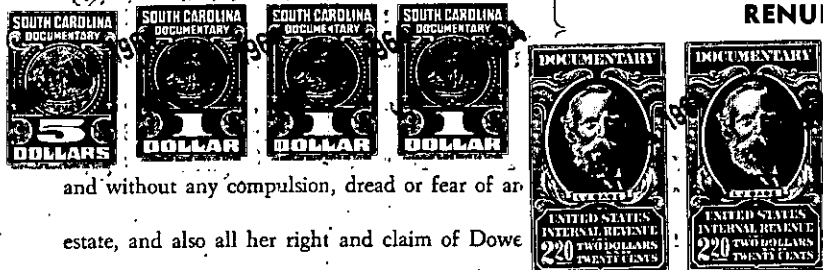 RENU
SOUTH CAROLINA
DOCUMENTARY
5
DOLLARS
SOUTH CAROLINA
DOCUMENTARY
1
DOLLAR
SOUTH CAROLINA
DOCUMENTARY
1
DOLLAR
SOUTH CAROLINA
DOCUMENTARY
1
DOLLAR
DOCUMENTARY
L.J. GAGE
UNITED STATES
INTERNAL REVENUE
2 20 TWO DOLLARS
TWENTY CENTS
DOCUMENTARY
L.J. GAGE
UNITED STATES
INTERNAL REVENUE
2 20 TWO DOLLARS
TWENTY CENTS
and without any compulsion, dread or fear of an
estate, and also all her right and claim of Dowe